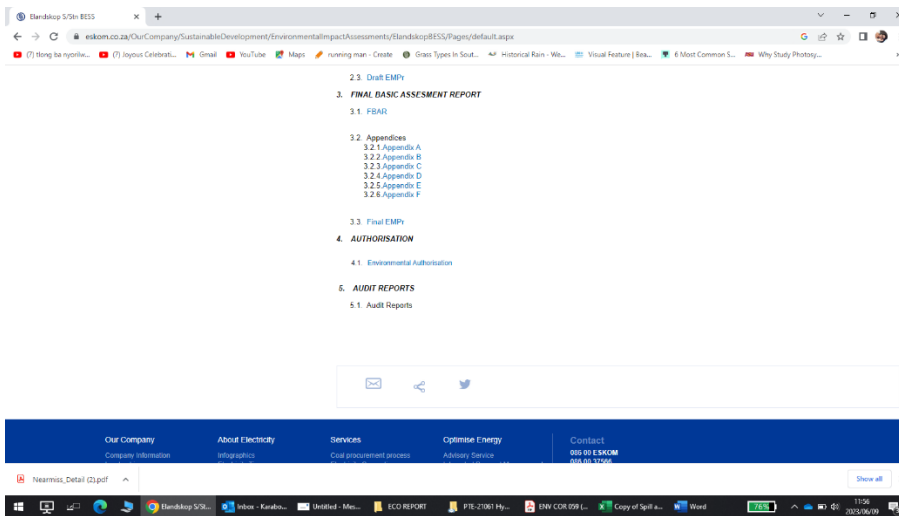 Elandskop S/Stn BESS
eskom.co.za/OurCompany/SustainableDevelopment/EnvironmentalImpactAssessments/ElandskopBESS/Pages/default.aspx
(?) tlong ba nyorilw... (?) Joyous Celebrati... Gmail YouTube Maps running man - Create Grass Types In Sout... Historical Rain - We... Visual Feature | Bea... 6 Most Common S... Why Study Photosy...
2.3. Draft EMPr
3. FINAL BASIC ASSESMENT REPORT
3.1. FBAR
3.2. Appendices
3.2.1.Appendix A
3.2.2.Appendix B
3.2.3.Appendix C
3.2.4.Appendix D
3.2.5.Appendix E
3.2.6.Appendix F
3.3. Final EMPr
4. AUTHORISATION
4.1. Environmental Authorisation
5. AUDIT REPORTS
5.1. Audit Reports
Our Company About Electricity Services Optimise Energy Contact
Company Information Infographics Coal procurement process Advisory Service 086 00 ESKOM
086 00 37566
Nearmiss_Detail (2).pdf Show all
Elandskop S/St... Inbox - Karabo... Untitled - Mes... ECO REPORT PTE-21061 Hy... ENV COR 059 (... Copy of Spill a... Word 76% 11:56
2023/06/09